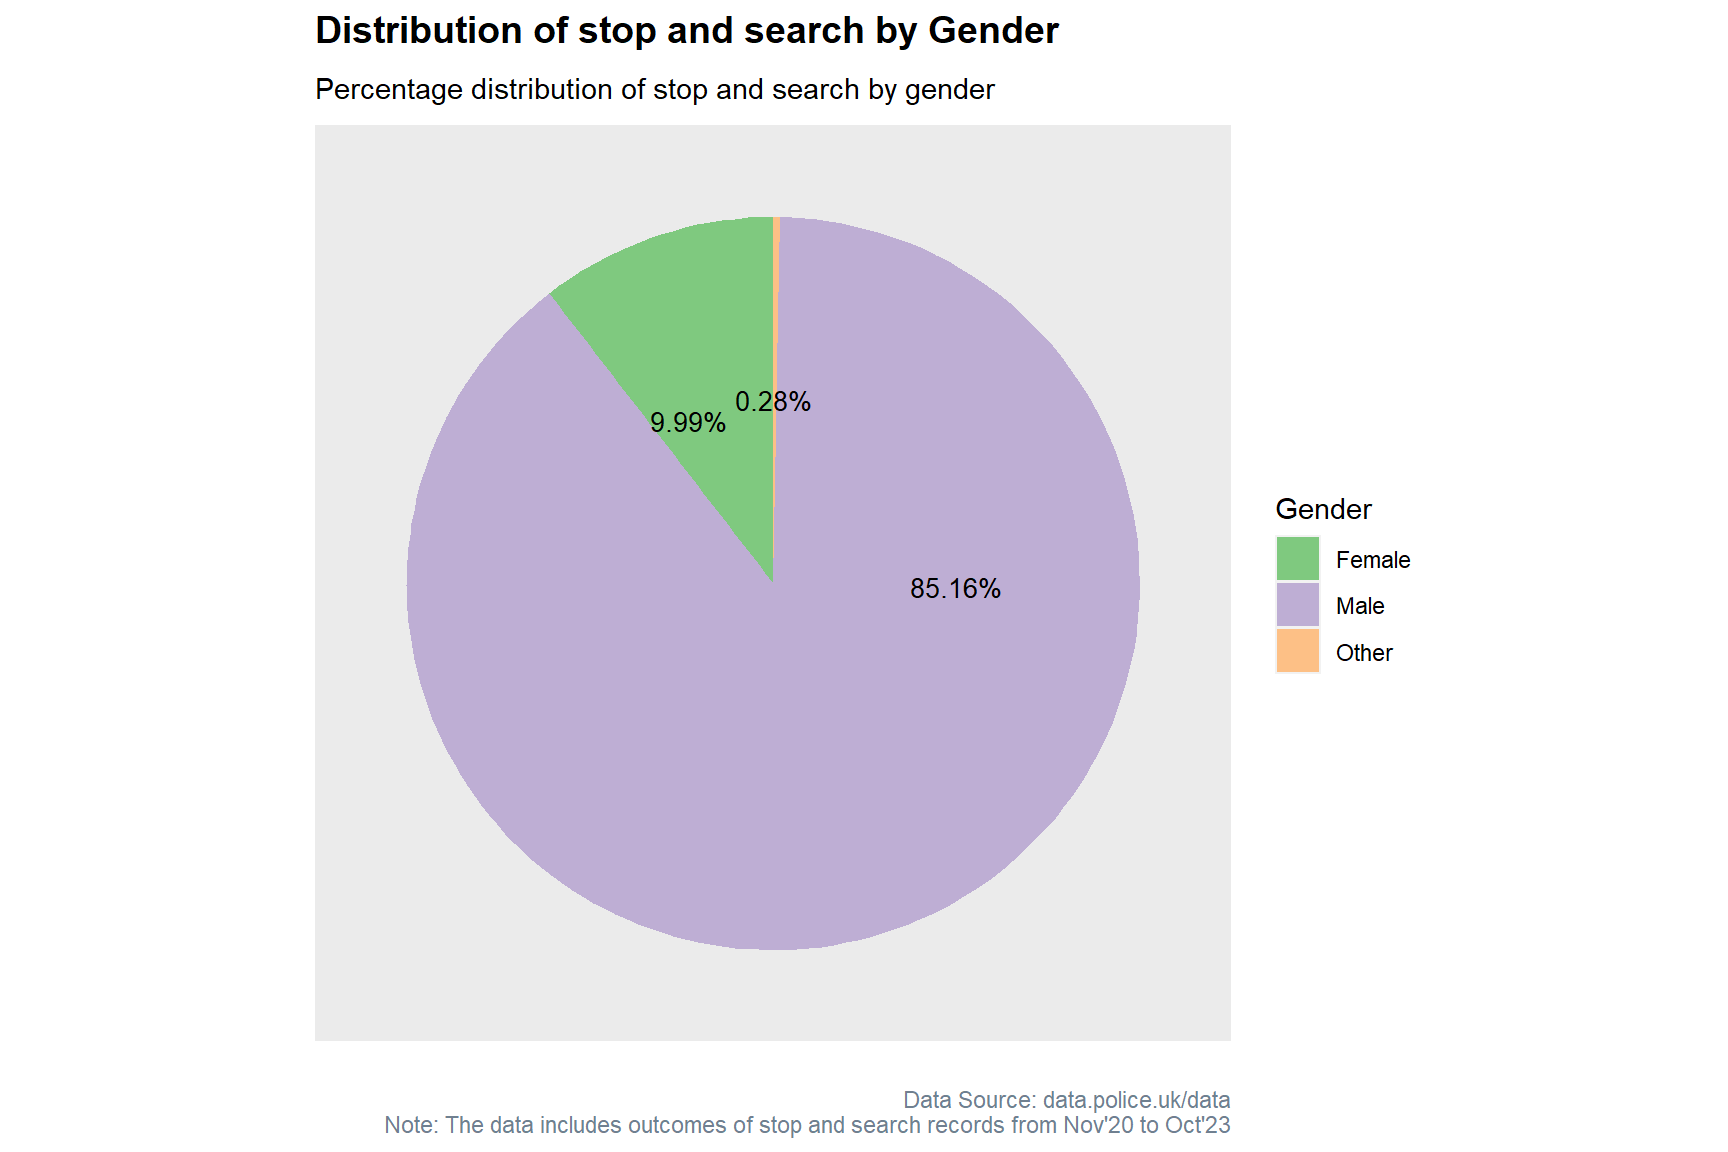 Distribution of stop and search by Gender
Percentage distribution of stop and search by gender
0.28%
9.99%
85.16%
Gender
Female
Male
Other
Data Source: data.police.uk/data
Note: The data includes outcomes of stop and search records from Nov'20 to Oct'23